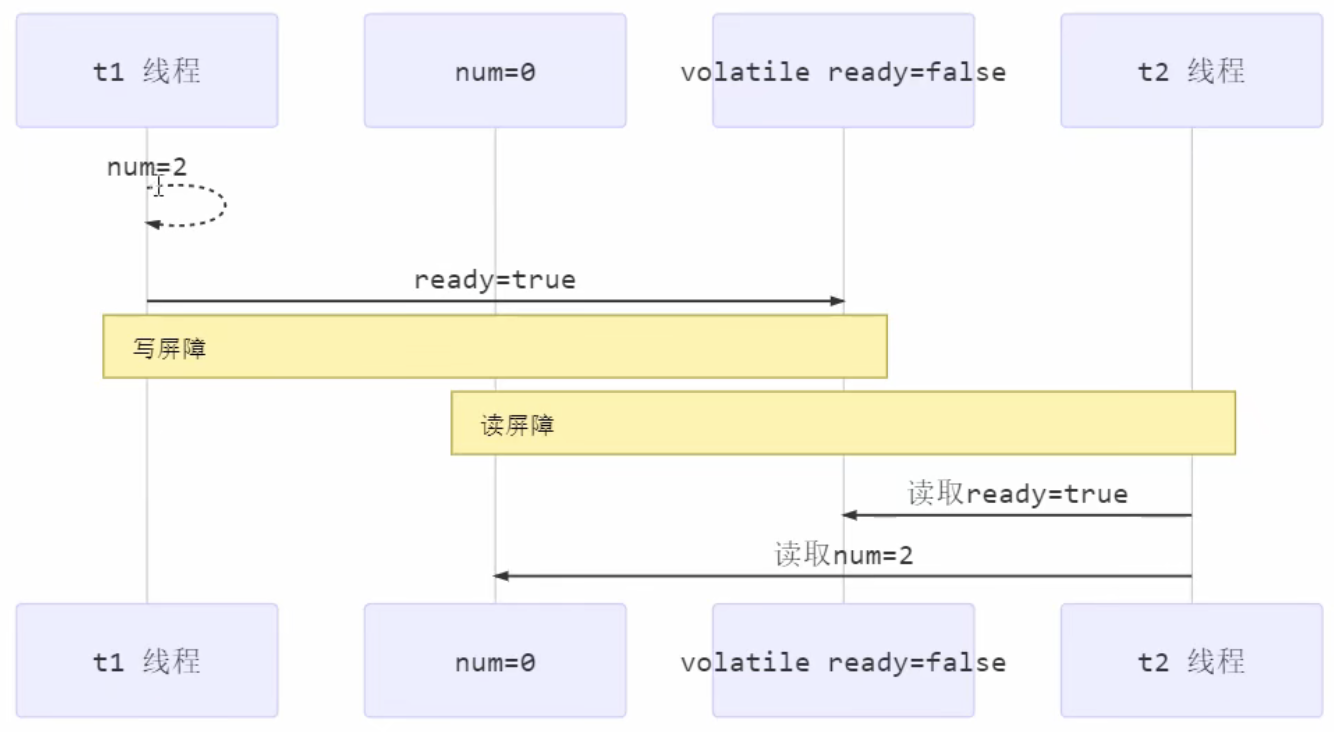 t1 线程
num=0
volatile ready=false
t2 线程
num=2
ready=true
写屏障
读屏障
读取ready=true
读取num=2
t1 线程
num=0
volatile ready=false
t2 线程